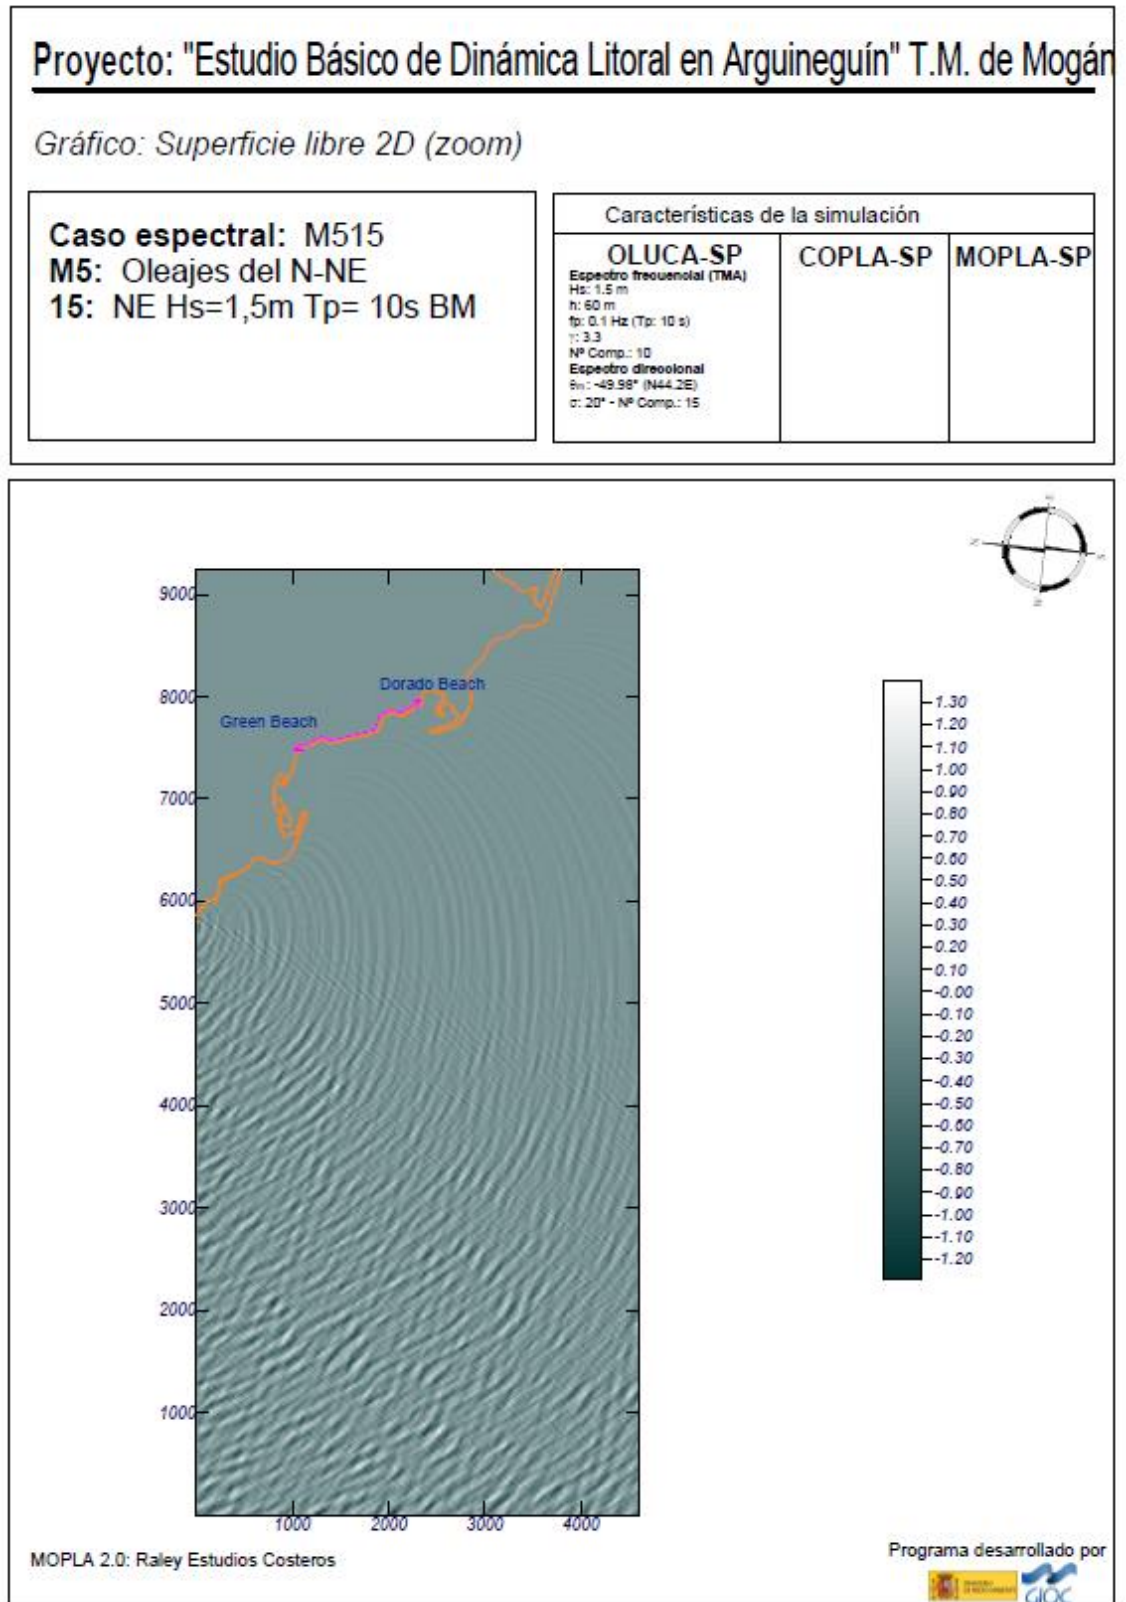 Proyecto: "Estudio Básico de Dinámica Litoral en Arguineguín" T.M. de Mogán
Gráfico: Superficie libre 2D (zoom)
Caso espectral: M515
M5: Oleajes del N-NE
15: NE Hs=1,5m Tp= 10s BM
Características de la simulación
OLUCA-SP
Espectro frecuencial (TMA)
Hs: 1.5 m
h: 60 m
fp: 0.1 Hz (Tp: 10 s)
γ: 3.3
Nº Comp.: 10
Espectro direccional
θm: -49.98° (N44.2E)
σ: 20° - Nº Comp.: 15
COPLA-SP
MOPLA-SP
9000
8000
7000
6000
5000
4000
3000
2000
1000
Dorado Beach
Green Beach
1000 2000 3000 4000
1.30
1.20
1.10
1.00
0.90
0.80
0.70
0.60
0.50
0.40
0.30
0.20
0.10
-0.00
-0.10
-0.20
-0.30
-0.40
-0.50
-0.60
-0.70
-0.80
-0.90
-1.00
-1.10
-1.20
MOPLA 2.0: Raley Estudios Costeros
Programa desarrollado por
GIOC